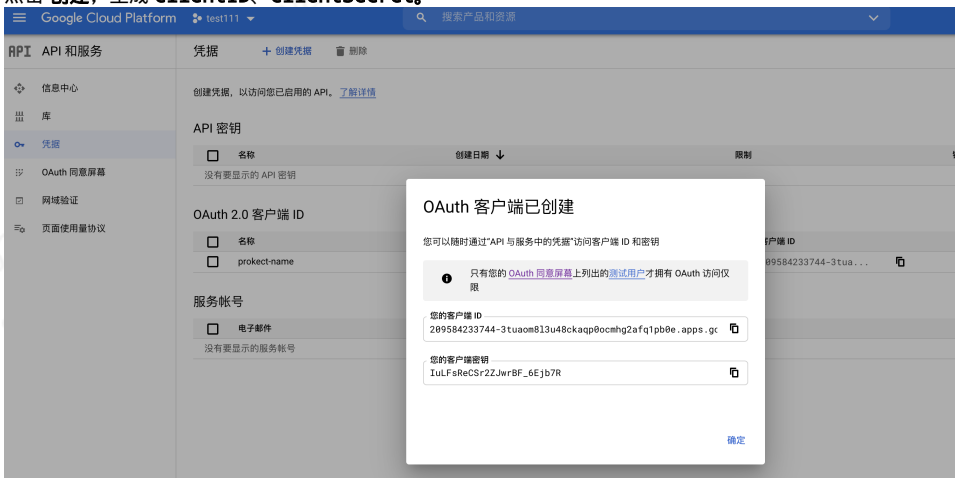 点击 创建，生成 ClientID、ClientSecret。
Google Cloud Platform test111 搜索产品和资源
API API 和服务 凭据 + 创建凭据 删除
信息中心
库
凭据
OAuth 同意屏幕
网域验证
页面使用量协议
创建凭据，以访问您已启用的 API。了解详情
API 密钥
名称 创建日期 限制
没有要显示的 API 密钥
OAuth 2.0 客户端 ID
名称 客户端 ID
prokect-name 209584233744-3tua...
服务帐号
电子邮件
没有要显示的服务帐号
OAuth 客户端已创建
您可以随时通过“API 与服务中的凭据”访问客户端 ID 和密钥
只有您的 OAuth 同意屏幕上列出的测试用户才拥有 OAuth 访问仅
限
您的客户端 ID
209584233744-3tuaom8l3u48ckaqp0ocmhg2afq1pb0e.apps.gc
您的客户端密钥
IuLFsReCSr2ZJwrBF_6Ejb7R
确定